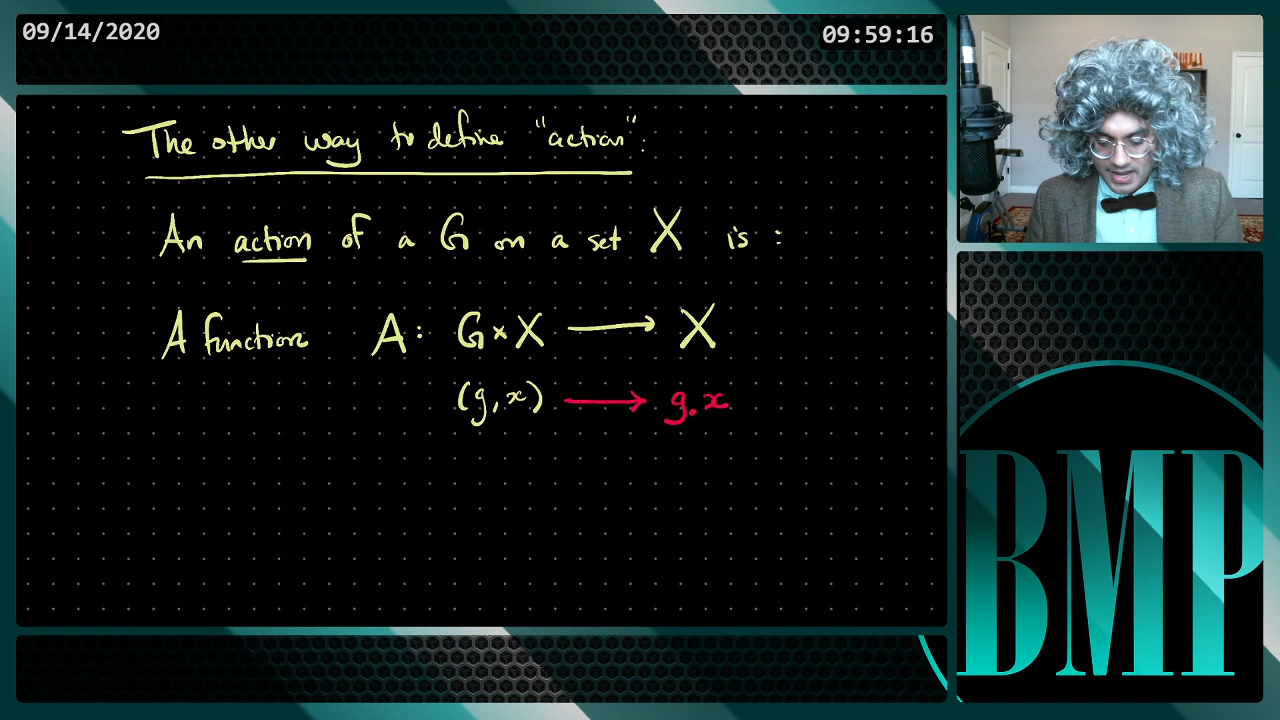 09/14/2020
09:59:16
The other way to define "action":
An action of a G on a set X is :
A function A: G×X ⟶ X
(g,x) ⟶ g.x
BMP